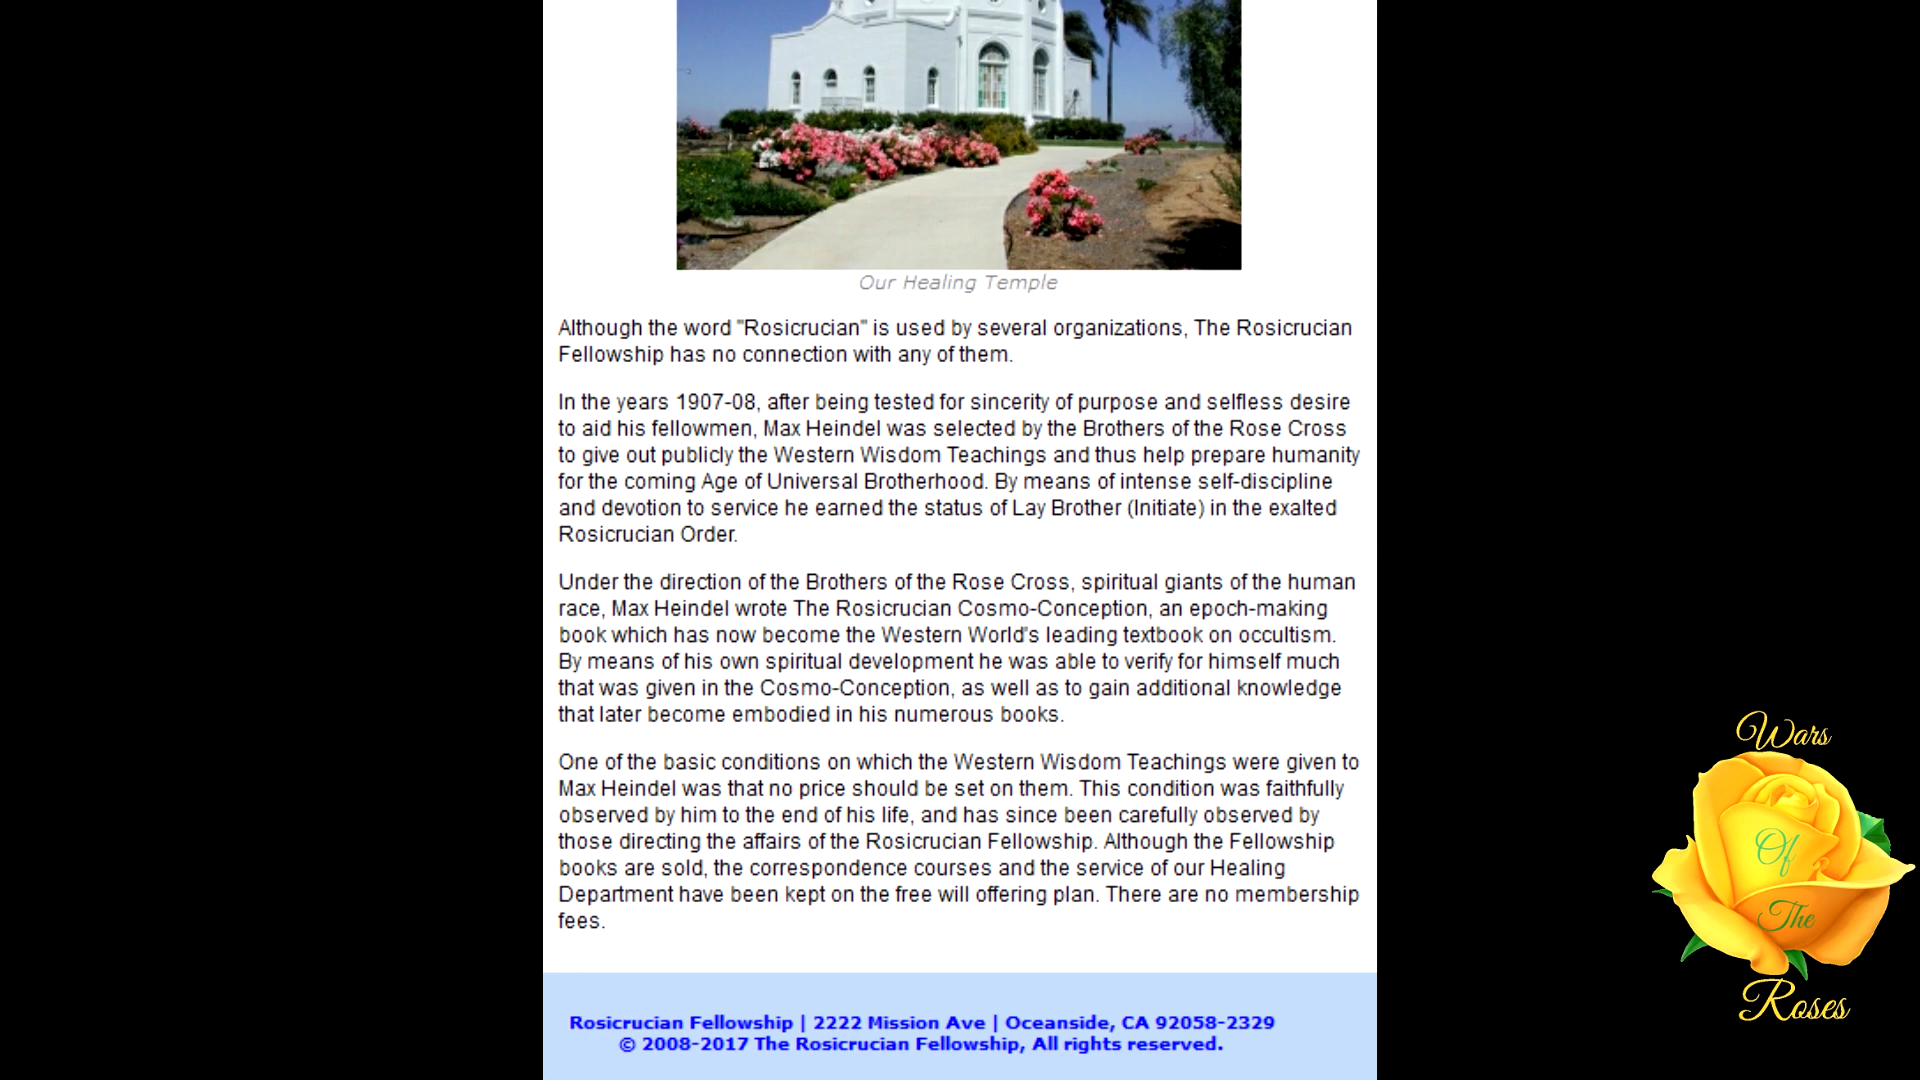 Our Healing Temple
Although the word "Rosicrucian" is used by several organizations, The Rosicrucian
Fellowship has no connection with any of them.
In the years 1907-08, after being tested for sincerity of purpose and selfless desire
to aid his fellowmen, Max Heindel was selected by the Brothers of the Rose Cross
to give out publicly the Western Wisdom Teachings and thus help prepare humanity
for the coming Age of Universal Brotherhood. By means of intense self-discipline
and devotion to service he earned the status of Lay Brother (Initiate) in the exalted
Rosicrucian Order.
Under the direction of the Brothers of the Rose Cross, spiritual giants of the human
race, Max Heindel wrote The Rosicrucian Cosmo-Conception, an epoch-making
book which has now become the Western World's leading textbook on occultism.
By means of his own spiritual development he was able to verify for himself much
that was given in the Cosmo-Conception, as well as to gain additional knowledge
that later become embodied in his numerous books.
One of the basic conditions on which the Western Wisdom Teachings were given to
Max Heindel was that no price should be set on them. This condition was faithfully
observed by him to the end of his life, and has since been carefully observed by
those directing the affairs of the Rosicrucian Fellowship. Although the Fellowship
books are sold, the correspondence courses and the service of our Healing
Department have been kept on the free will offering plan. There are no membership
fees.
Rosicrucian Fellowship | 2222 Mission Ave | Oceanside, CA 92058-2329
© 2008-2017 The Rosicrucian Fellowship, All rights reserved.
Wars
Of
The
Roses